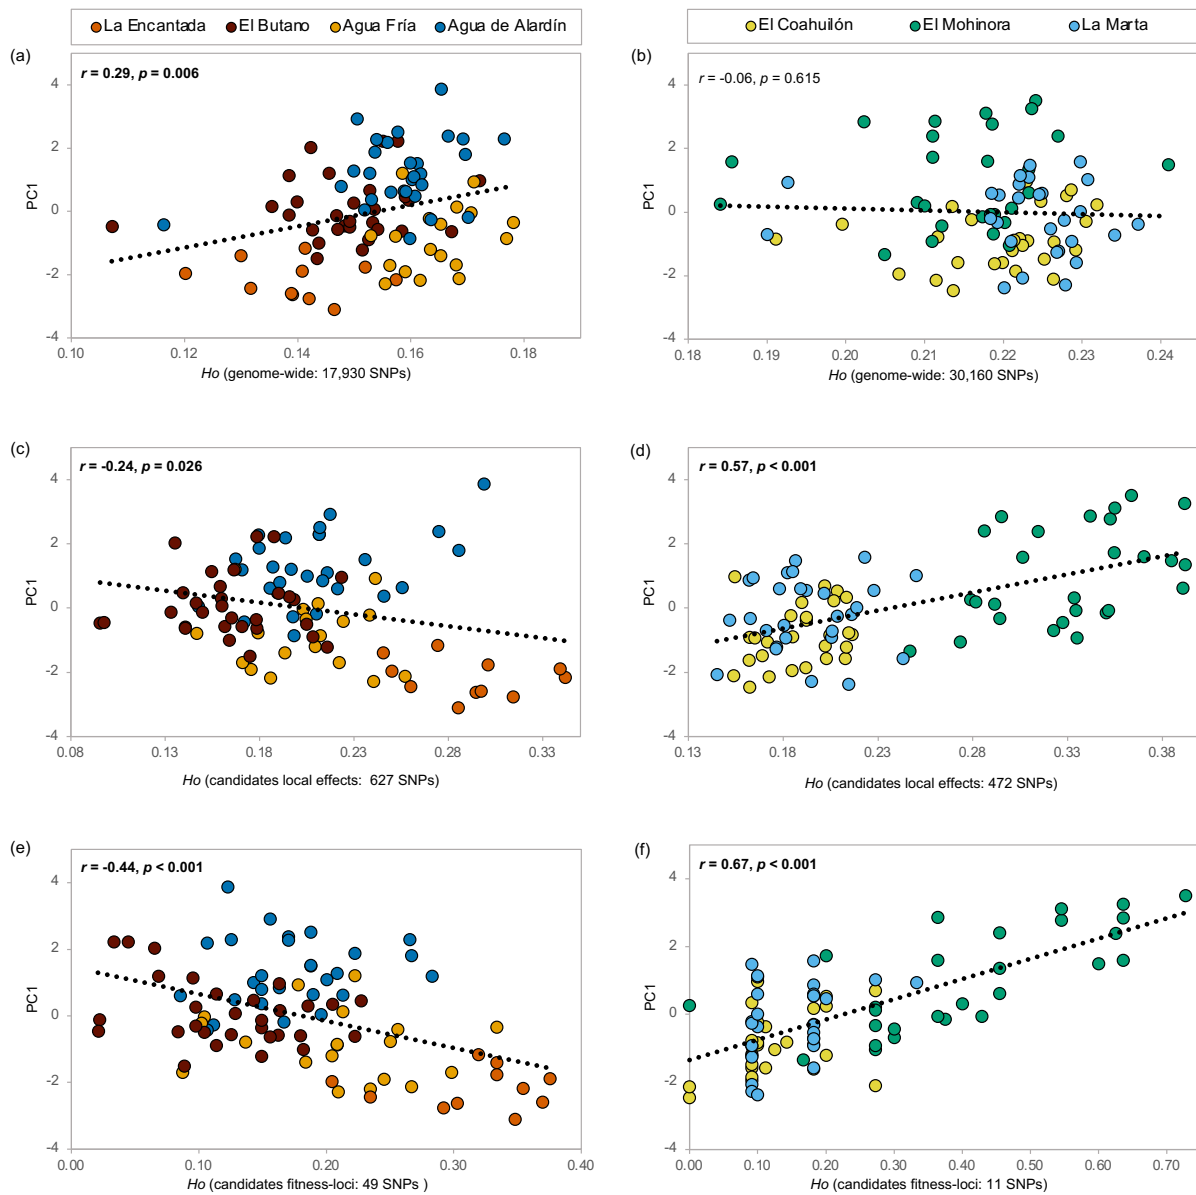 La Encantada El Butano Agua Fría Agua de Alardín
El Coahuilón El Mohinora La Marta
(a)
r = 0.29, p = 0.006
4
2
0
-2
-4
PC1
0.10 0.12 0.14 0.16 0.18
Ho (genome-wide: 17,930 SNPs)
(b)
r = -0.06, p = 0.615
4
2
0
-2
-4
PC1
0.18 0.19 0.20 0.21 0.22 0.23 0.24
Ho (genome-wide: 30,160 SNPs)
(c)
r = -0.24, p = 0.026
4
2
0
-2
-4
PC1
0.08 0.13 0.18 0.23 0.28 0.33
Ho (candidates local effects: 627 SNPs)
(d)
r = 0.57, p < 0.001
4
2
0
-2
-4
PC1
0.13 0.18 0.23 0.28 0.33 0.38
Ho (candidates local effects: 472 SNPs)
(e)
r = -0.44, p < 0.001
4
2
0
-2
-4
PC1
0.00 0.10 0.20 0.30 0.40
Ho (candidates fitness-loci: 49 SNPs )
(f)
r = 0.67, p < 0.001
4
2
0
-2
-4
PC1
0.00 0.10 0.20 0.30 0.40 0.50 0.60 0.70
Ho (candidates fitness-loci: 11 SNPs)